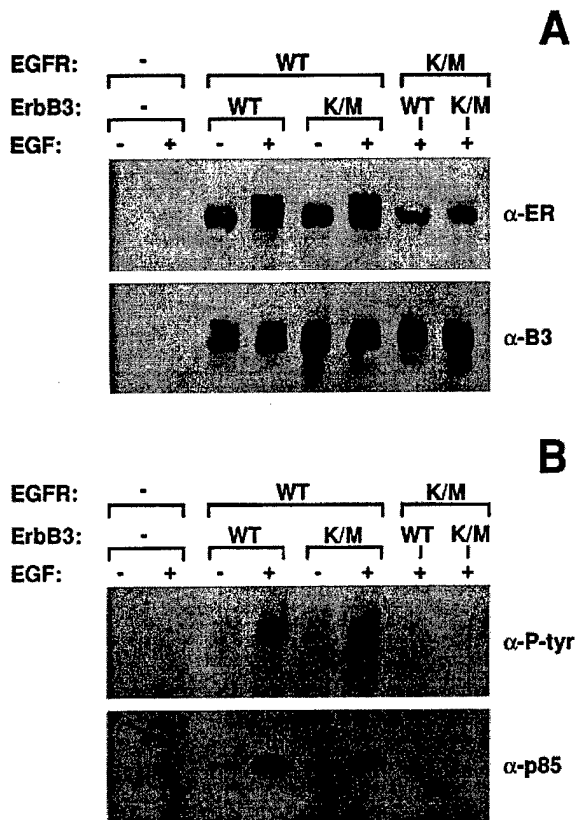 A
EGFR: - WT K/M
ErbB3: - WT K/M WT K/M
EGF: - + - + - + + +
α-ER
α-B3
B
EGFR: - WT K/M
ErbB3: - WT K/M WT K/M
EGF: - + - + - + + +
α-P-tyr
α-p85